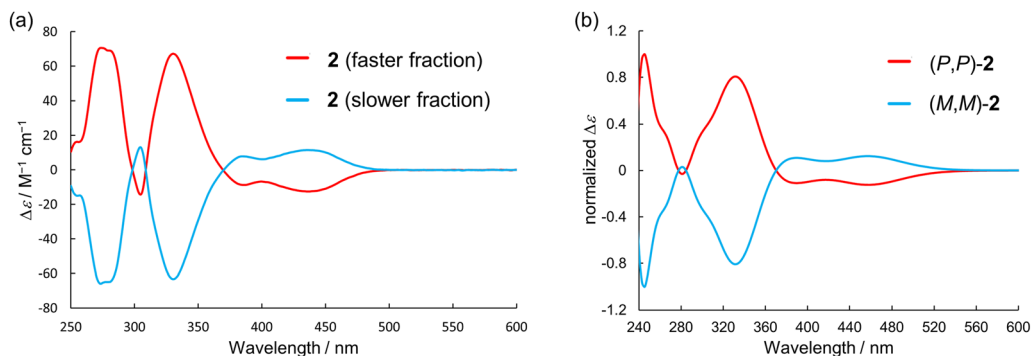 (a)
80
60
40
20
0
-20
-40
-60
-80
250 300 350 400 450 500 550 600
Δε / M⁻¹ cm⁻¹
Wavelength / nm
2 (faster fraction)
2 (slower fraction)
(b)
1.2
0.8
0.4
0
-0.4
-0.8
-1.2
240 280 320 360 400 440 480 520 560 600
normalized Δε
Wavelength / nm
(P,P)-2
(M,M)-2